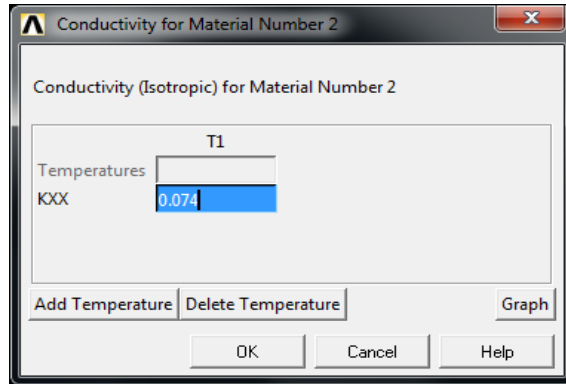 Conductivity for Material Number 2
Conductivity (Isotropic) for Material Number 2
T1
Temperatures
KXX 0.074
Add Temperature Delete Temperature Graph
OK Cancel Help